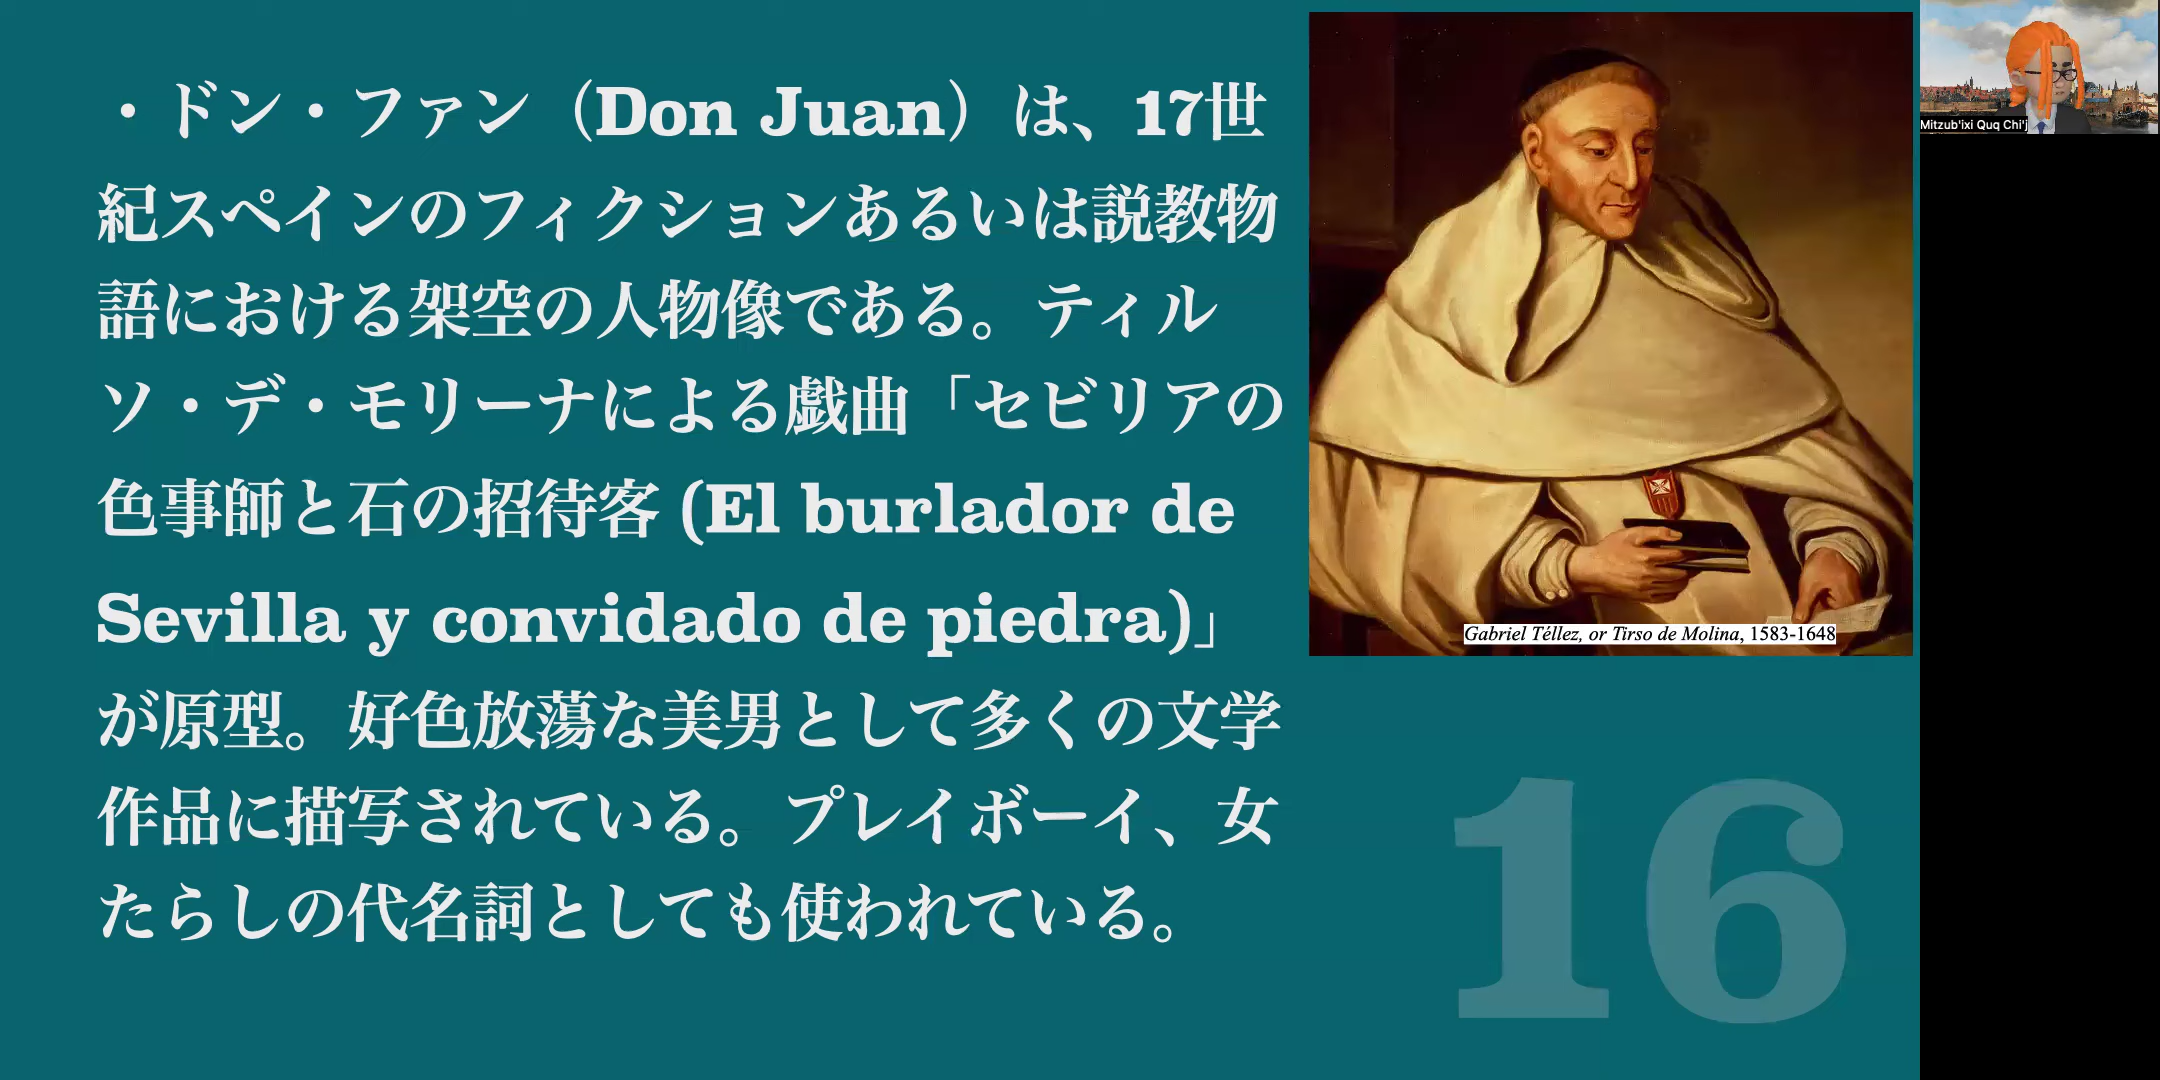 ・ドン・ファン（Don Juan）は、17世
紀スペインのフィクションあるいは説教物
語における架空の人物像である。ティル
ソ・デ・モリーナによる戯曲「セビリアの
色事師と石の招待客 (El burlador de
Sevilla y convidado de piedra)」
が原型。好色放蕩な美男として多くの文学
作品に描写されている。プレイボーイ、女
たらしの代名詞としても使われている。
Gabriel Téllez, or Tirso de Molina, 1583-1648
16
Mitzub'ixi Quq Chi'j